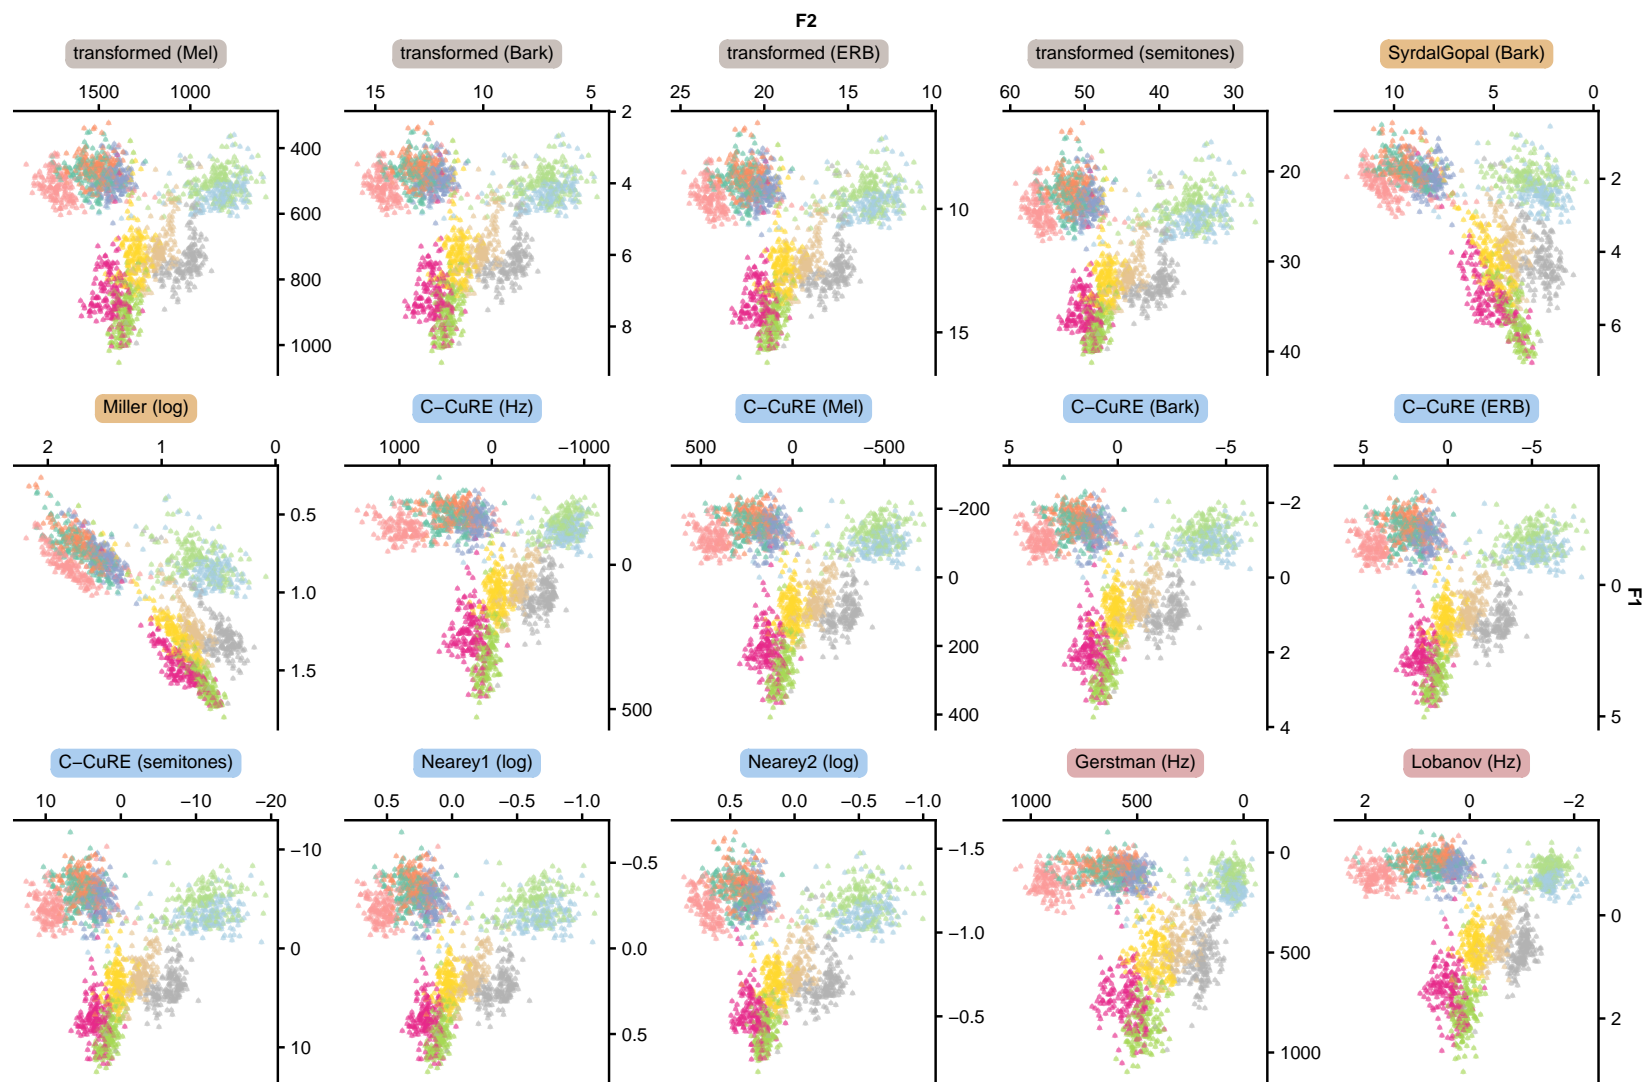 F2
transformed (Mel)
transformed (Bark)
transformed (ERB)
transformed (semitones)
SyrdalGopal (Bark)
1500 1000
15 10 5
25 20 15 10
60 50 40 30
10 5 0
400
600
800
1000
2
4
6
8
10
15
20
30
40
2
4
6
Miller (log)
C−CuRE (Hz)
C−CuRE (Mel)
C−CuRE (Bark)
C−CuRE (ERB)
2 1 0
1000 0 −1000
500 0 −500
5 0 −5
5 0 −5
0.5
1.0
1.5
0
500
−200
0
200
400
−2
0
2
4
0
5
F1
C−CuRE (semitones)
Nearey1 (log)
Nearey2 (log)
Gerstman (Hz)
Lobanov (Hz)
10 0 −10 −20
0.5 0.0 −0.5 −1.0
0.5 0.0 −0.5 −1.0
1000 500 0
2 0 −2
−10
0
10
−0.5
0.0
0.5
−1.5
−1.0
−0.5
0
500
1000
0
2